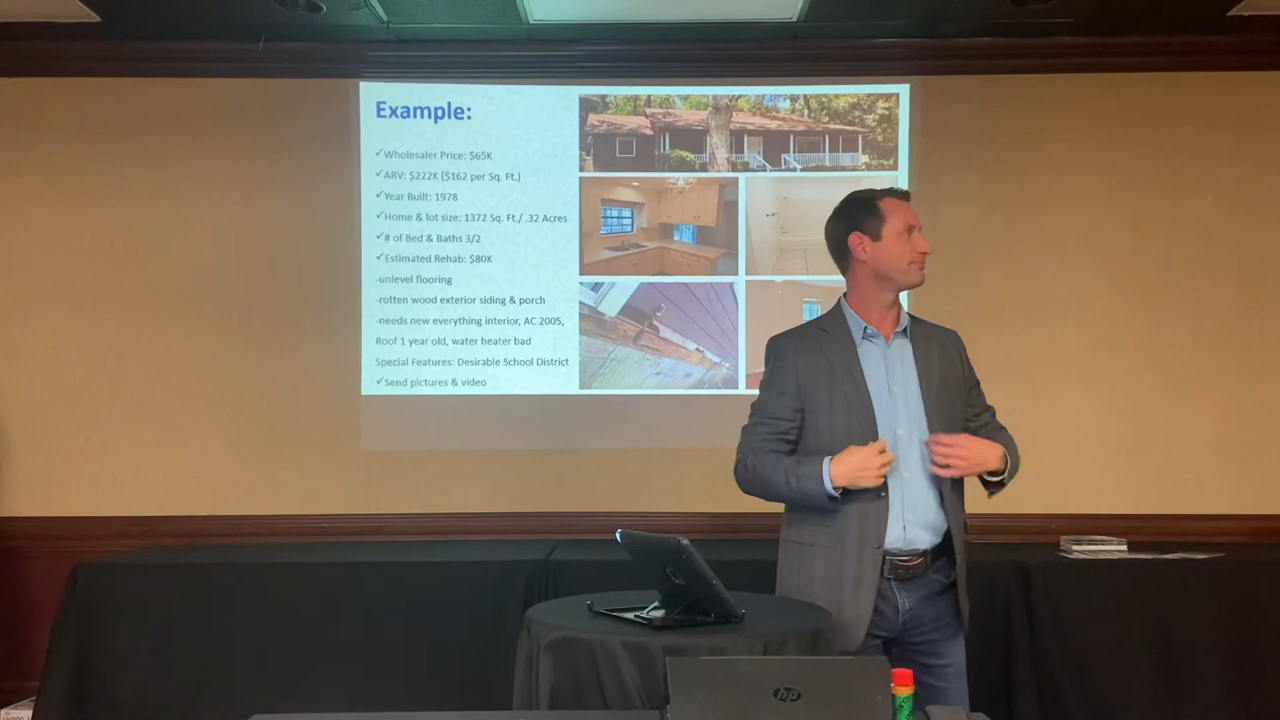 Example:
✓Wholesaler Price: $65K
✓ARV: $222K ($162 per Sq. Ft.)
✓Year Built: 1978
✓Home & lot size: 1372 Sq. Ft./ .32 Acres
✓# of Bed & Baths 3/2
✓Estimated Rehab: $80K
-unlevel flooring
-rotten wood exterior siding & porch
-needs new everything interior, AC 2005,
Roof 1 year old, water heater bad
Special Features: Desirable School District
✓Send pictures & video
hp